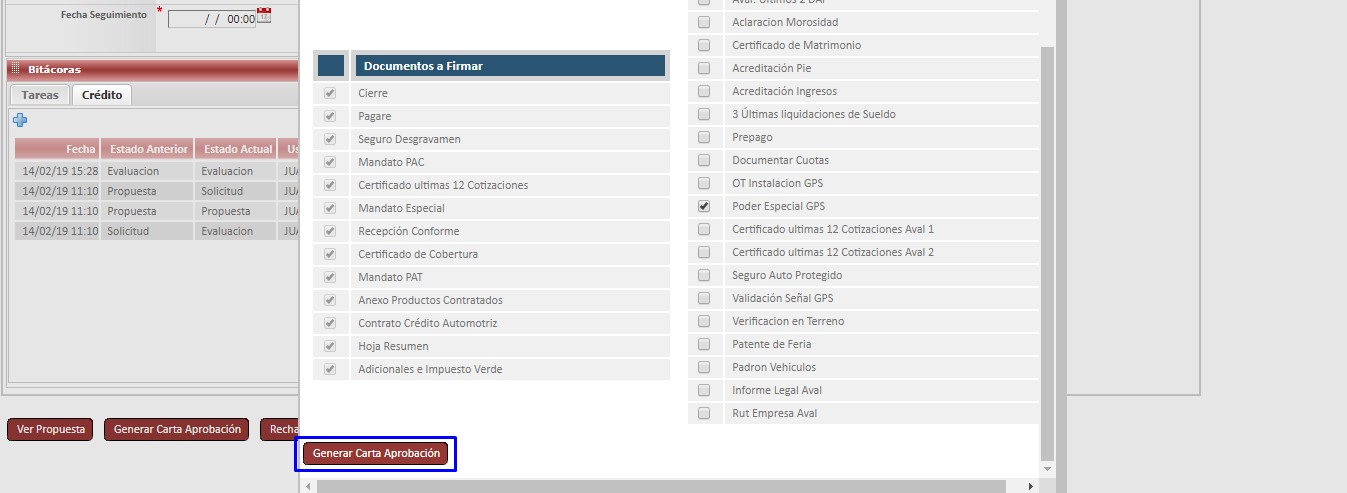 Fecha Seguimiento * / / 00:00
Bitácoras
Tareas Crédito
Fecha Estado Anterior Estado Actual
14/02/19 15:28 Evaluacion Evaluacion
14/02/19 11:10 Propuesta Solicitud
14/02/19 11:10 Propuesta Propuesta
14/02/19 11:10 Solicitud Evaluacion
Ver Propuesta Generar Carta Aprobación
Documentos a Firmar
Cierre
Pagare
Seguro Desgravamen
Mandato PAC
Certificado ultimas 12 Cotizaciones
Mandato Especial
Recepción Conforme
Certificado de Cobertura
Mandato PAT
Anexo Productos Contratados
Contrato Crédito Automotriz
Hoja Resumen
Adicionales e Impuesto Verde
Aclaracion Morosidad
Certificado de Matrimonio
Acreditación Pie
Acreditación Ingresos
3 Últimas liquidaciones de Sueldo
Prepago
Documentar Cuotas
OT Instalacion GPS
Poder Especial GPS
Certificado ultimas 12 Cotizaciones Aval 1
Certificado ultimas 12 Cotizaciones Aval 2
Seguro Auto Protegido
Validación Señal GPS
Verificacion en Terreno
Patente de Feria
Padron Vehiculos
Informe Legal Aval
Rut Empresa Aval
Generar Carta Aprobación